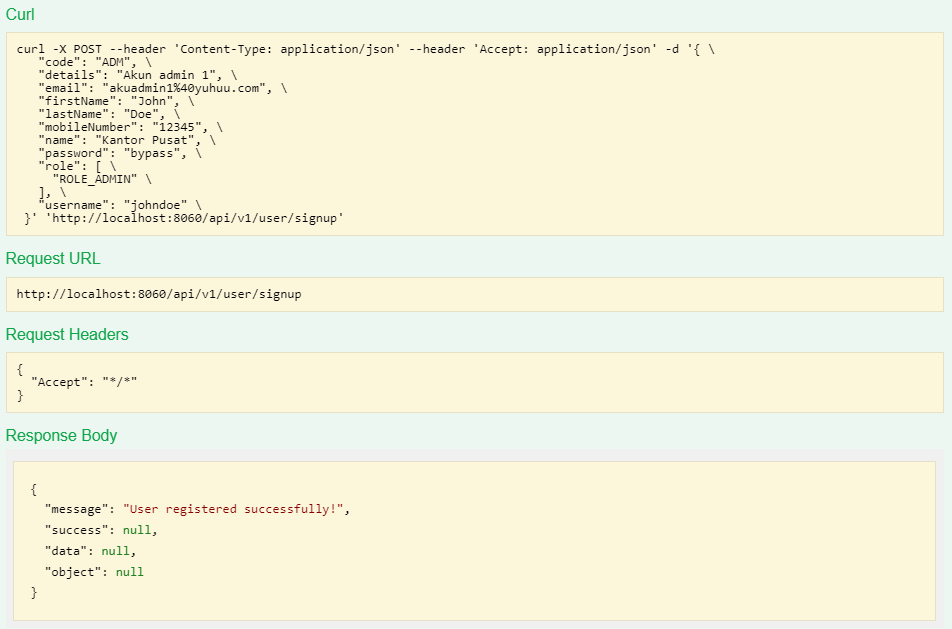 Curl
curl -X POST --header 'Content-Type: application/json' --header 'Accept: application/json' -d '{ \
   "code": "ADM", \
   "details": "Akun admin 1", \
   "email": "akuadmin1%40yuhuu.com", \
   "firstName": "John", \
   "lastName": "Doe", \
   "mobileNumber": "12345", \
   "name": "Kantor Pusat", \
   "password": "bypass", \
   "role": [ \
     "ROLE_ADMIN" \
   ], \
   "username": "johndoe" \
 }' 'http://localhost:8060/api/v1/user/signup'
Request URL
http://localhost:8060/api/v1/user/signup
Request Headers
{
  "Accept": "*/*"
}
Response Body
{
  "message": "User registered successfully!",
  "success": null,
  "data": null,
  "object": null
}